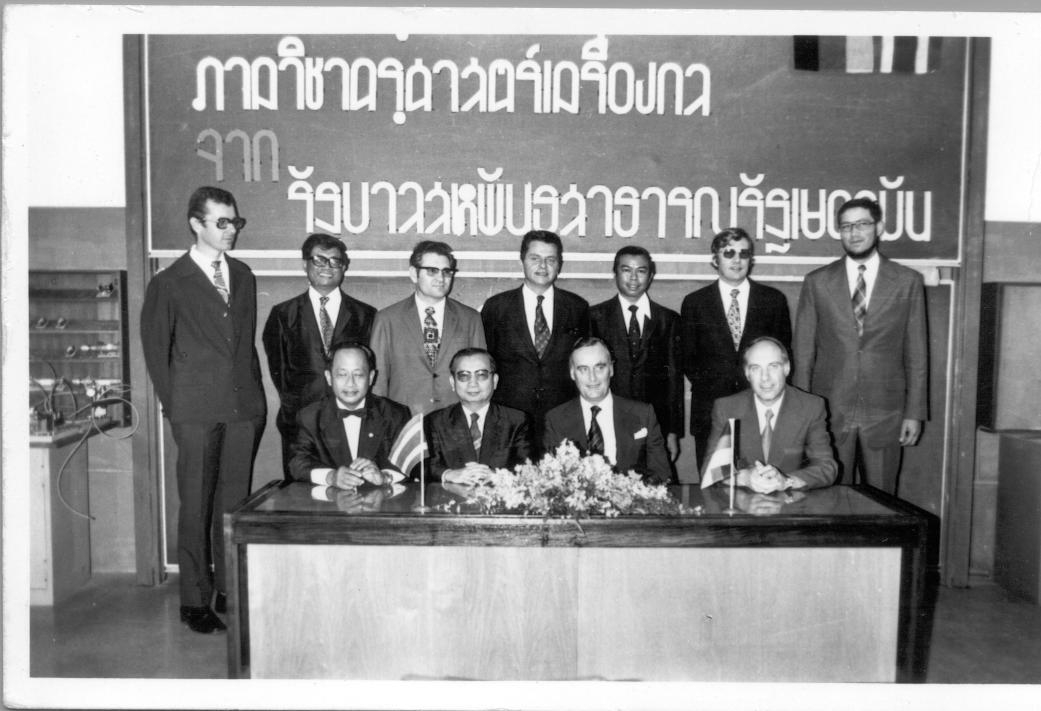 ภาควิชาครุศาสตร์เครื่องกล
จาก
รัฐบาลสหพันธสาธารณรัฐเยอรมัน